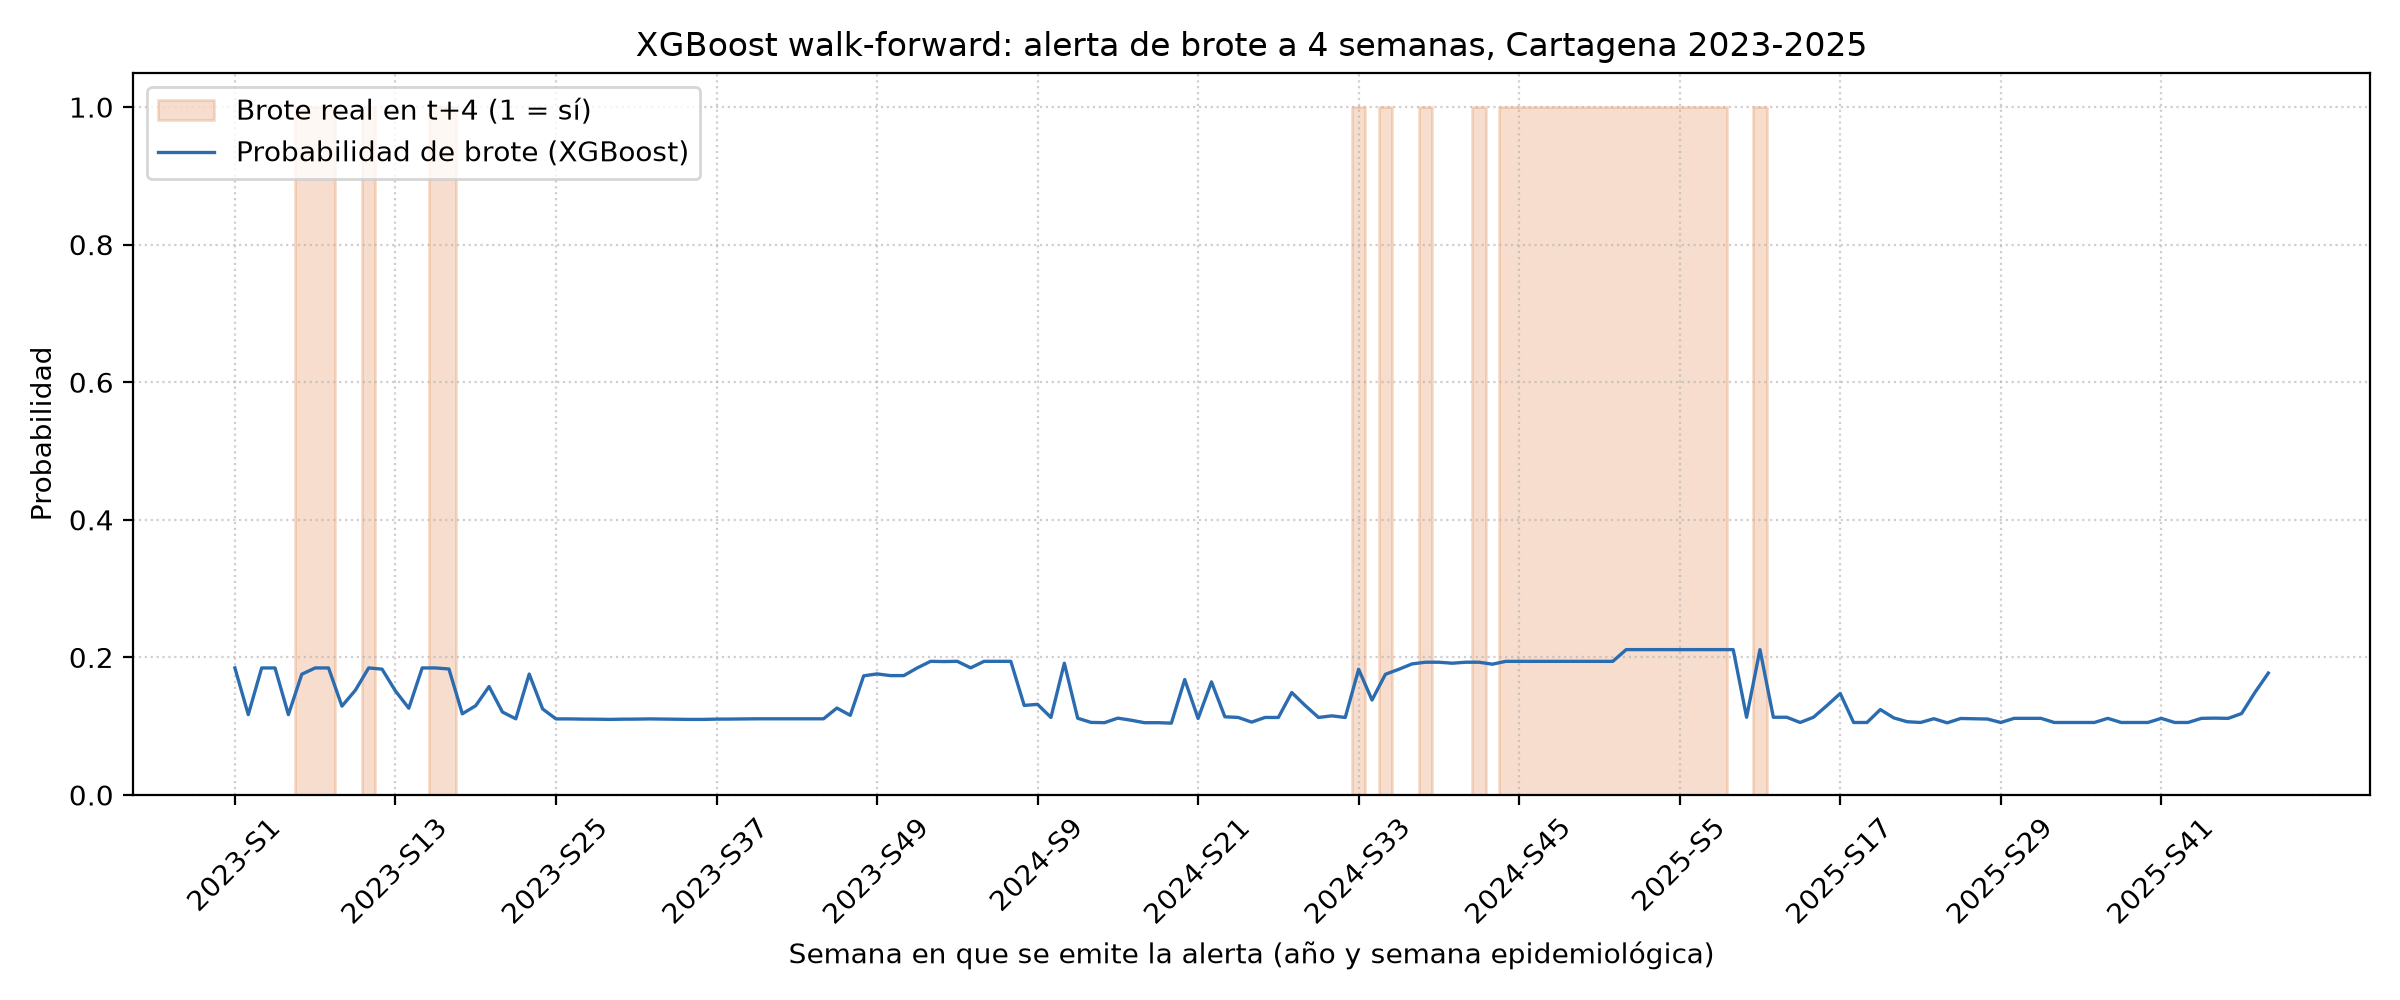 XGBoost walk-forward: alerta de brote a 4 semanas, Cartagena 2023-2025
Brote real en t+4 (1 = sí)
Probabilidad de brote (XGBoost)
Probabilidad
1.0
0.8
0.6
0.4
0.2
0.0
2023-S1
2023-S13
2023-S25
2023-S37
2023-S49
2024-S9
2024-S21
2024-S33
2024-S45
2025-S5
2025-S17
2025-S29
2025-S41
Semana en que se emite la alerta (año y semana epidemiológica)